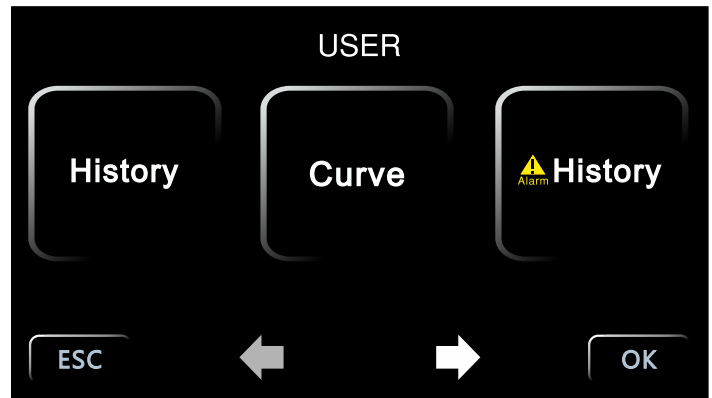 USER
History
Curve
Alarm History
ESC
OK